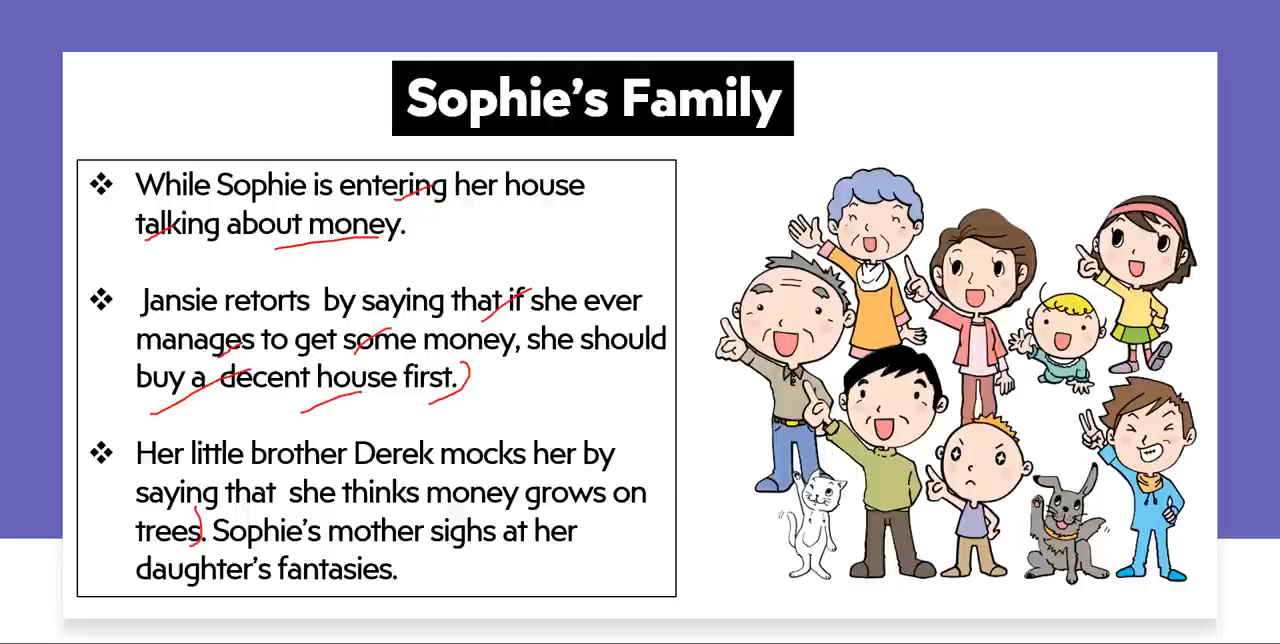 Sophie's Family
❖ While Sophie is entering her house
talking about money.
❖ Jansie retorts by saying that if she ever
manages to get some money, she should
buy a decent house first.
❖ Her little brother Derek mocks her by
saying that she thinks money grows on
trees. Sophie's mother sighs at her
daughter's fantasies.